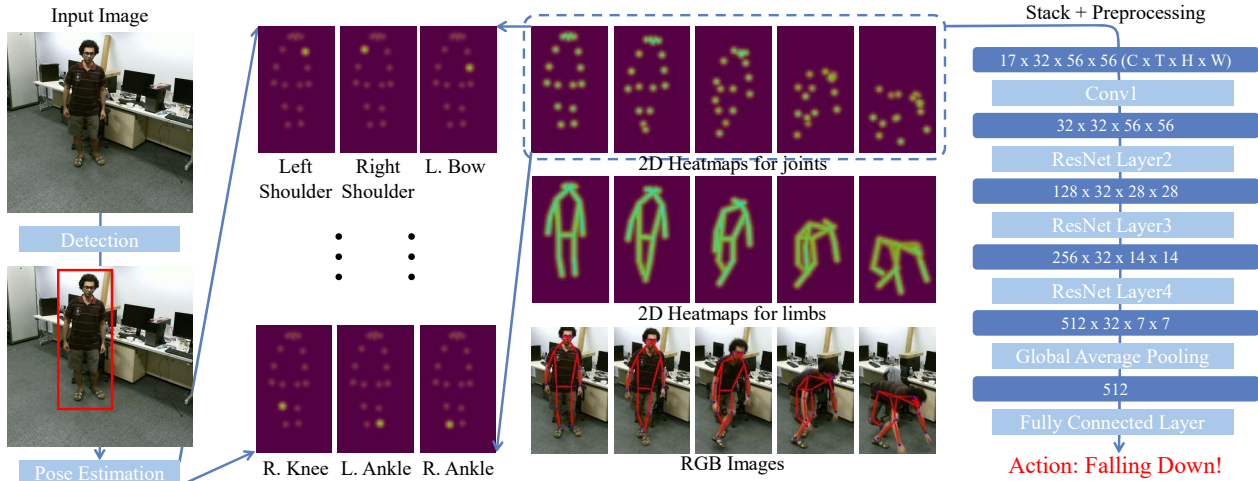 Input Image
Detection
Pose Estimation
Left
Shoulder
Right
Shoulder
L. Bow
R. Knee
L. Ankle
R. Ankle
2D Heatmaps for joints
2D Heatmaps for limbs
RGB Images
Stack + Preprocessing
17 x 32 x 56 x 56 (C x T x H x W)
Conv1
32 x 32 x 56 x 56
ResNet Layer2
128 x 32 x 28 x 28
ResNet Layer3
256 x 32 x 14 x 14
ResNet Layer4
512 x 32 x 7 x 7
Global Average Pooling
512
Fully Connected Layer
Action: Falling Down!